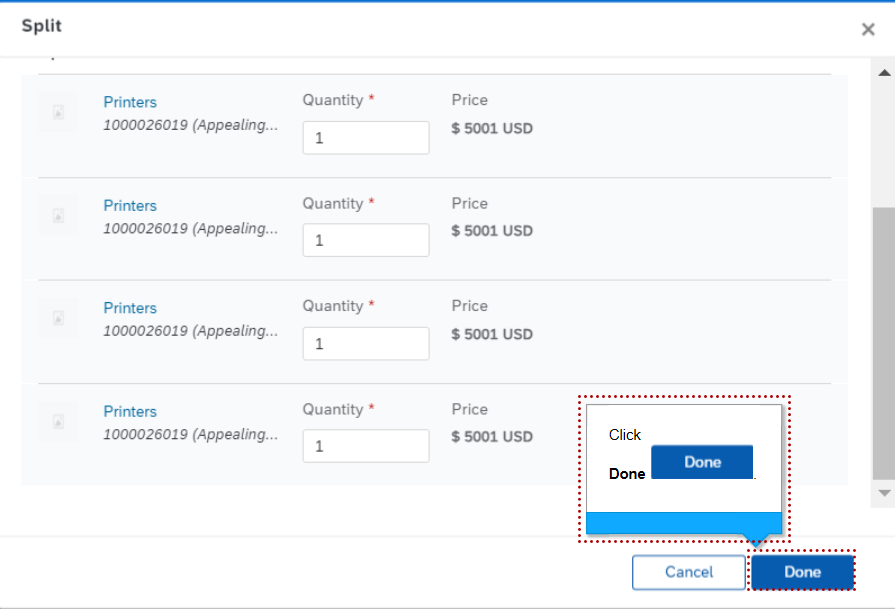 Split
×
Printers
1000026019 (Appealing...
Quantity *
1
Price
$ 5001 USD
Printers
1000026019 (Appealing...
Quantity *
1
Price
$ 5001 USD
Printers
1000026019 (Appealing...
Quantity *
1
Price
$ 5001 USD
Printers
1000026019 (Appealing...
Quantity *
1
Price
$ 5001 USD
Click
Done Done.
Cancel
Done